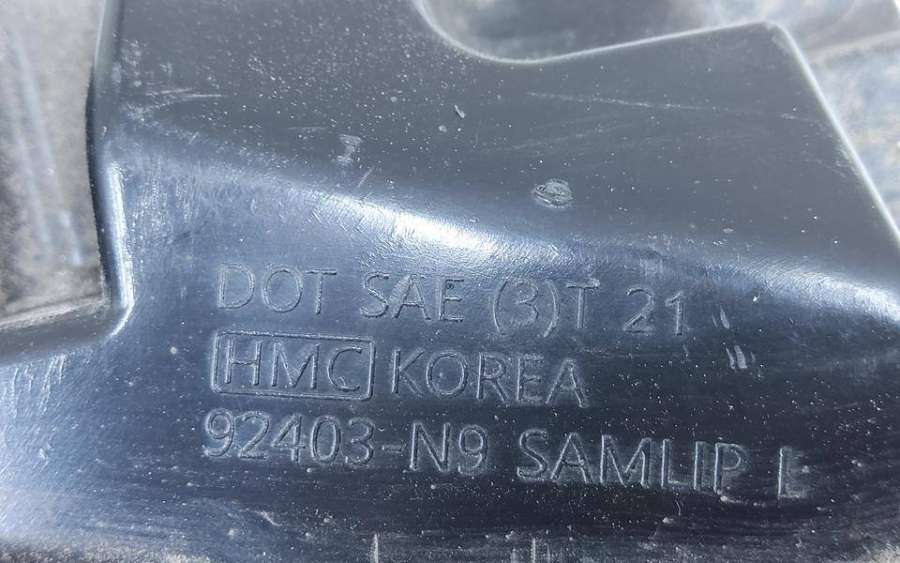 DOT SAE (3)T 21
HMC KOREA
92403-N9 SAMLIP L